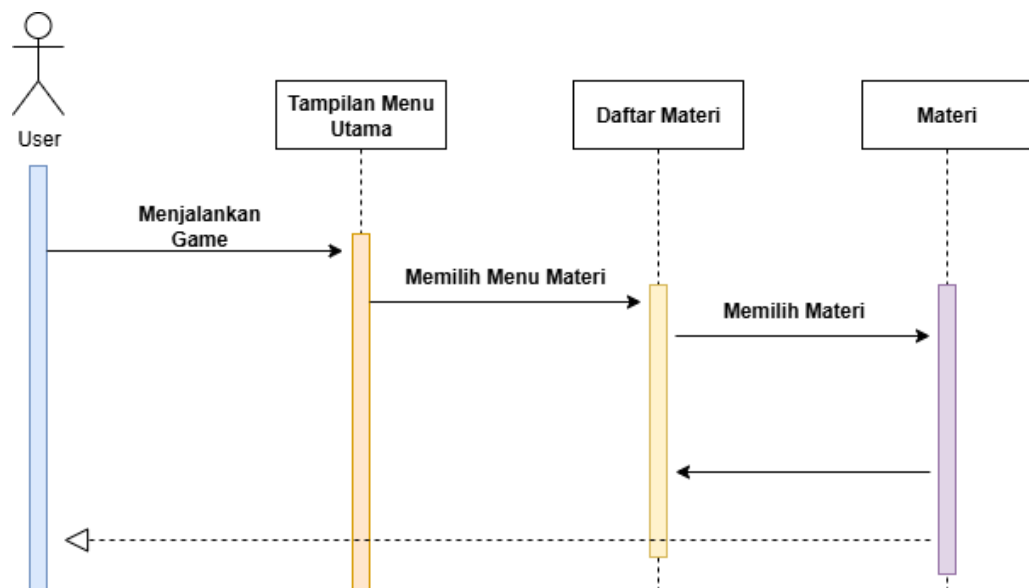 User
Tampilan Menu
Utama
Daftar Materi
Materi
Menjalankan
Game
Memilih Menu Materi
Memilih Materi